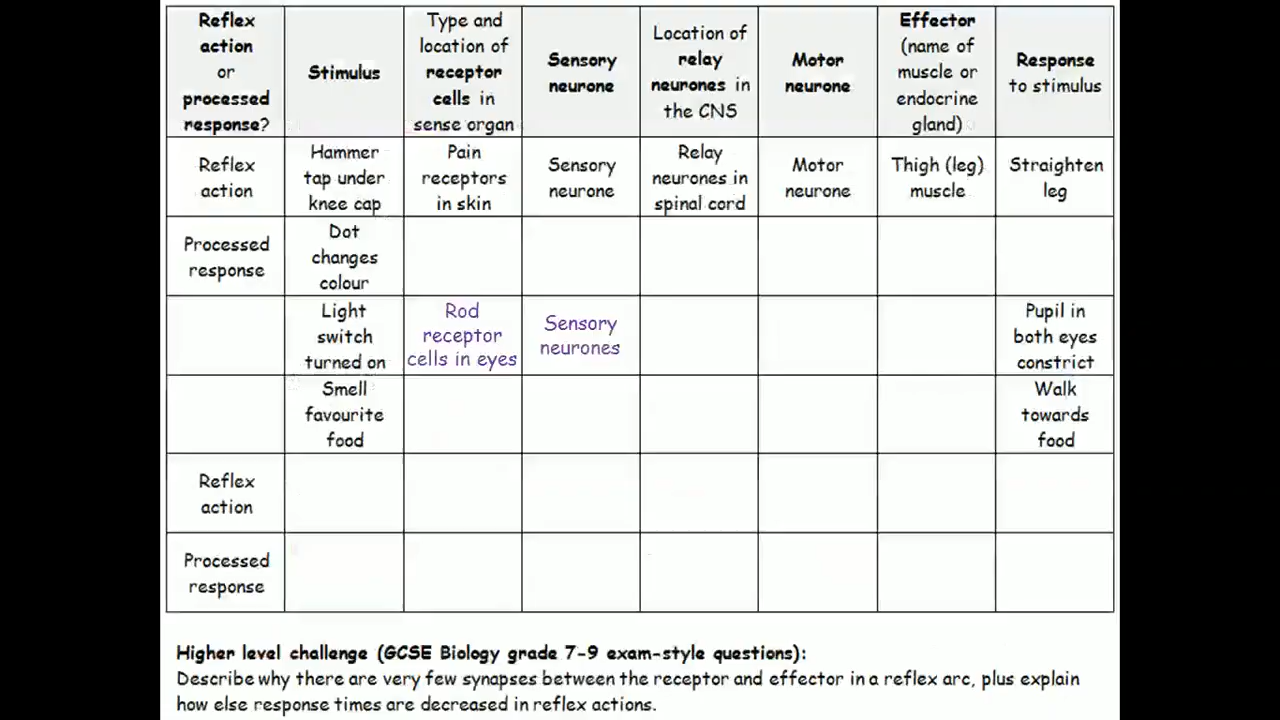 Reflex
action
or
processed
response?
Stimulus
Type and
location of
receptor
cells in
sense organ
Sensory
neurone
Location of
relay
neurones in
the CNS
Motor
neurone
Effector
(name of
muscle or
endocrine
gland)
Response
to stimulus
Reflex
action
Hammer
tap under
knee cap
Pain
receptors
in skin
Sensory
neurone
Relay
neurones in
spinal cord
Motor
neurone
Thigh (leg)
muscle
Straighten
leg
Processed
response
Dot
changes
colour
Light
switch
turned on
Rod
receptor
cells in eyes
Sensory
neurones
Pupil in
both eyes
constrict
Smell
favourite
food
Walk
towards
food
Reflex
action
Processed
response
Higher level challenge (GCSE Biology grade 7-9 exam-style questions):
Describe why there are very few synapses between the receptor and effector in a reflex arc, plus explain
how else response times are decreased in reflex actions.